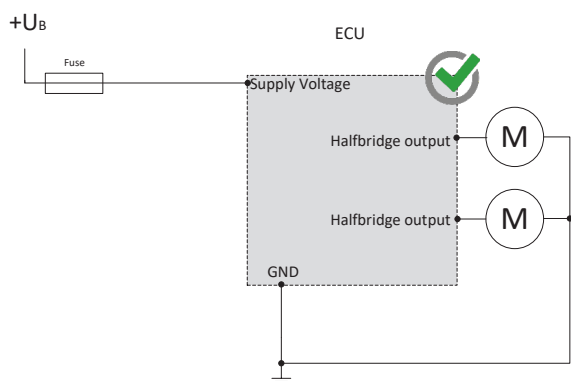 +UB
ECU
Fuse
Supply Voltage
Halfbridge output
M
Halfbridge output
M
GND